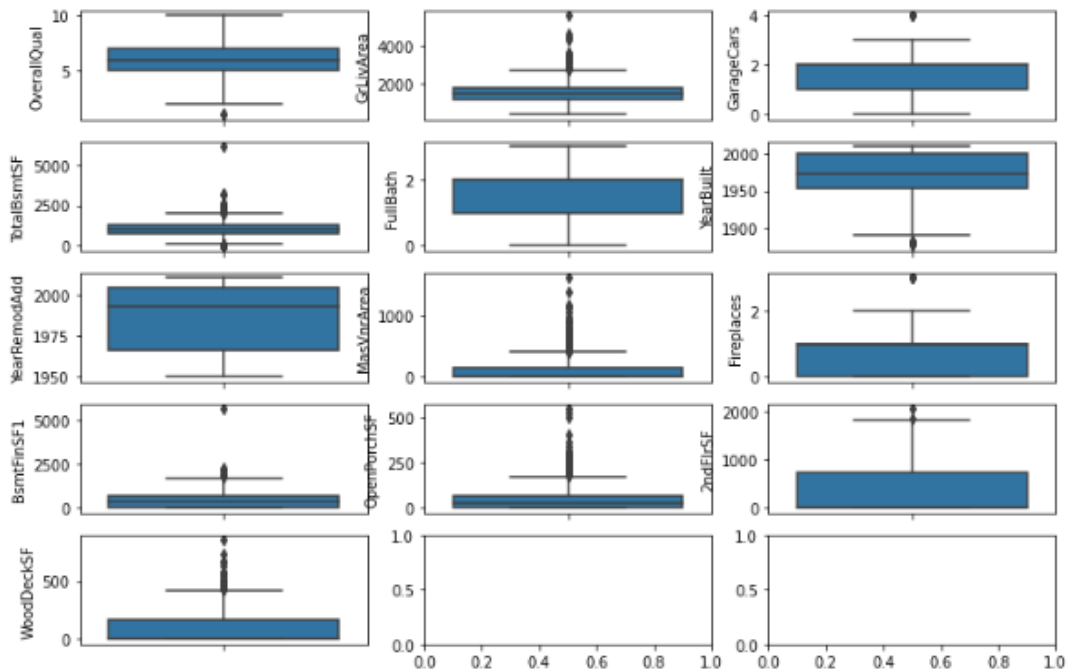 OverallQual
10
5
GrLivArea
4000
2000
GarageCars
4
2
0
TotalBsmtSF
5000
2500
0
FullBath
2
0
YearBuilt
2000
1950
1900
YearRemodAdd
2000
1975
1950
MasVnrArea
1000
0
Fireplaces
2
0
BsmtFinSF1
5000
2500
0
OpenPorchSF
500
250
0
2ndFlrSF
2000
1000
0
WoodDeckSF
500
0
1.0
0.5
0.0
0.0 0.2 0.4 0.6 0.8 1.0
1.0
0.5
0.0
0.0 0.2 0.4 0.6 0.8 1.0